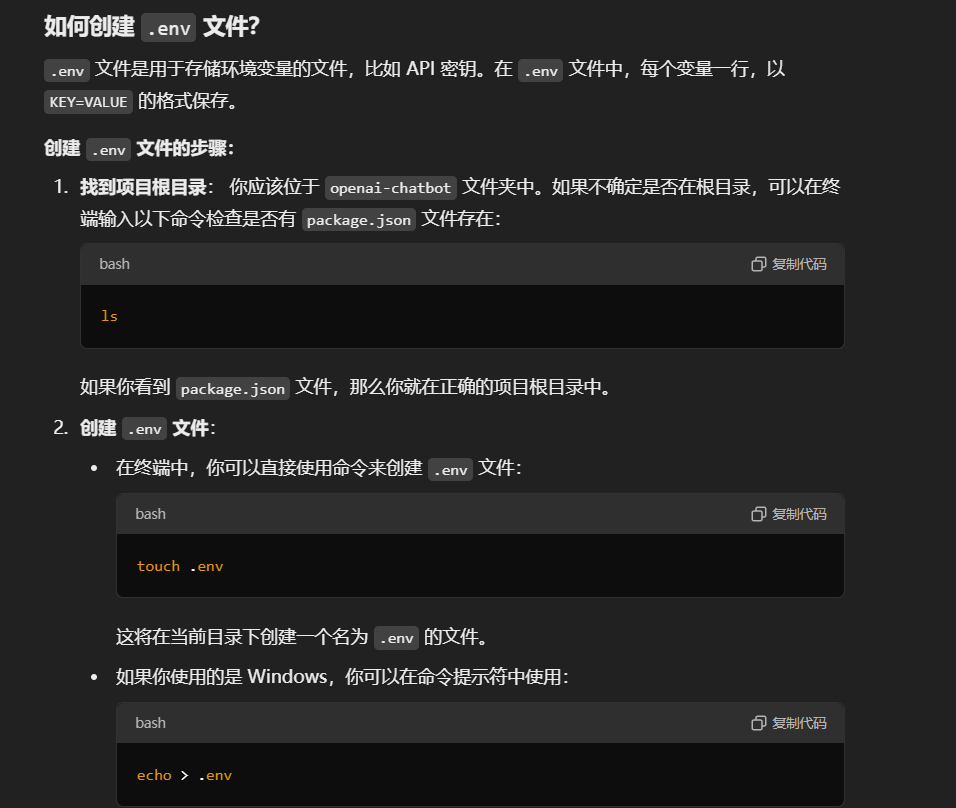 如何创建 .env 文件？
.env 文件是用于存储环境变量的文件，比如 API 密钥。在 .env 文件中，每个变量一行，以
KEY=VALUE 的格式保存。
创建 .env 文件的步骤：
1. 找到项目根目录： 你应该位于 openai-chatbot 文件夹中。如果不确定是否在根目录，可以在终
端输入以下命令检查是否有 package.json 文件存在：
bash 复制代码
ls
如果你看到 package.json 文件，那么你就在正确的项目根目录中。
2. 创建 .env 文件：
• 在终端中，你可以直接使用命令来创建 .env 文件：
bash 复制代码
touch .env
这将在当前目录下创建一个名为 .env 的文件。
• 如果你使用的是 Windows，你可以在命令提示符中使用：
bash 复制代码
echo > .env